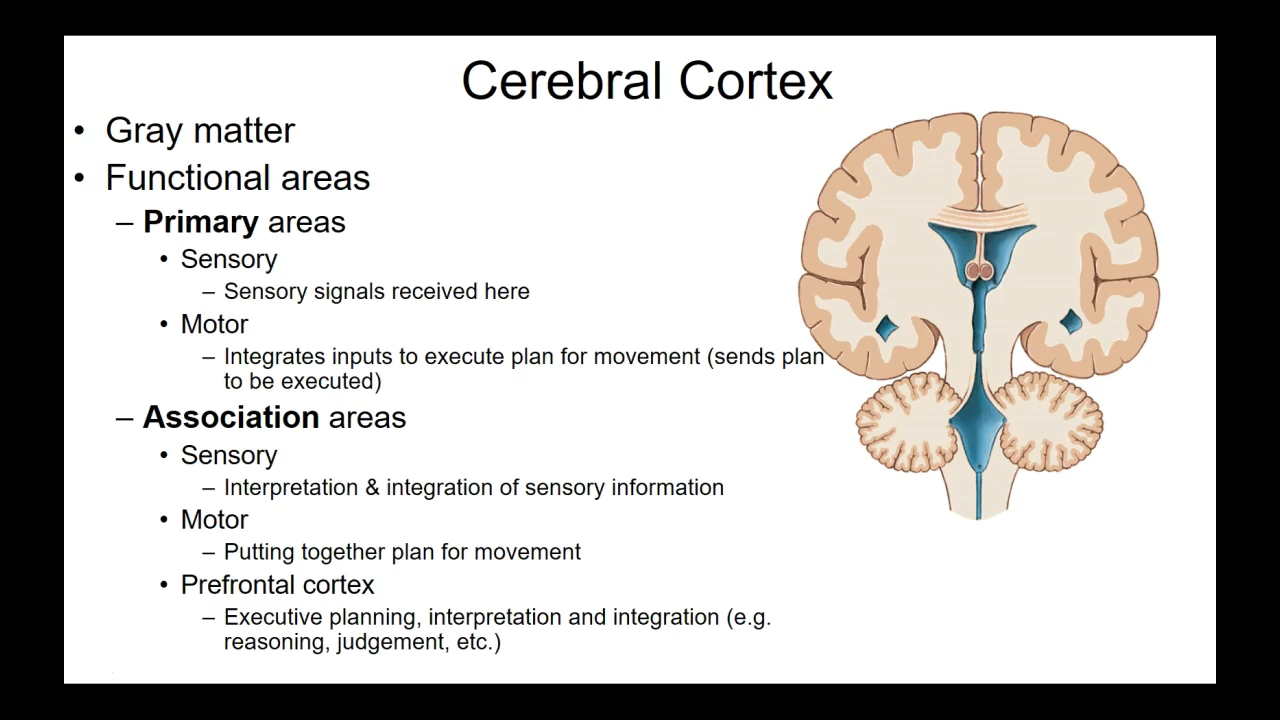 Cerebral Cortex
• Gray matter
• Functional areas
– Primary areas
• Sensory
– Sensory signals received here
• Motor
– Integrates inputs to execute plan for movement (sends plan
to be executed)
– Association areas
• Sensory
– Interpretation & integration of sensory information
• Motor
– Putting together plan for movement
• Prefrontal cortex
– Executive planning, interpretation and integration (e.g.
reasoning, judgement, etc.)